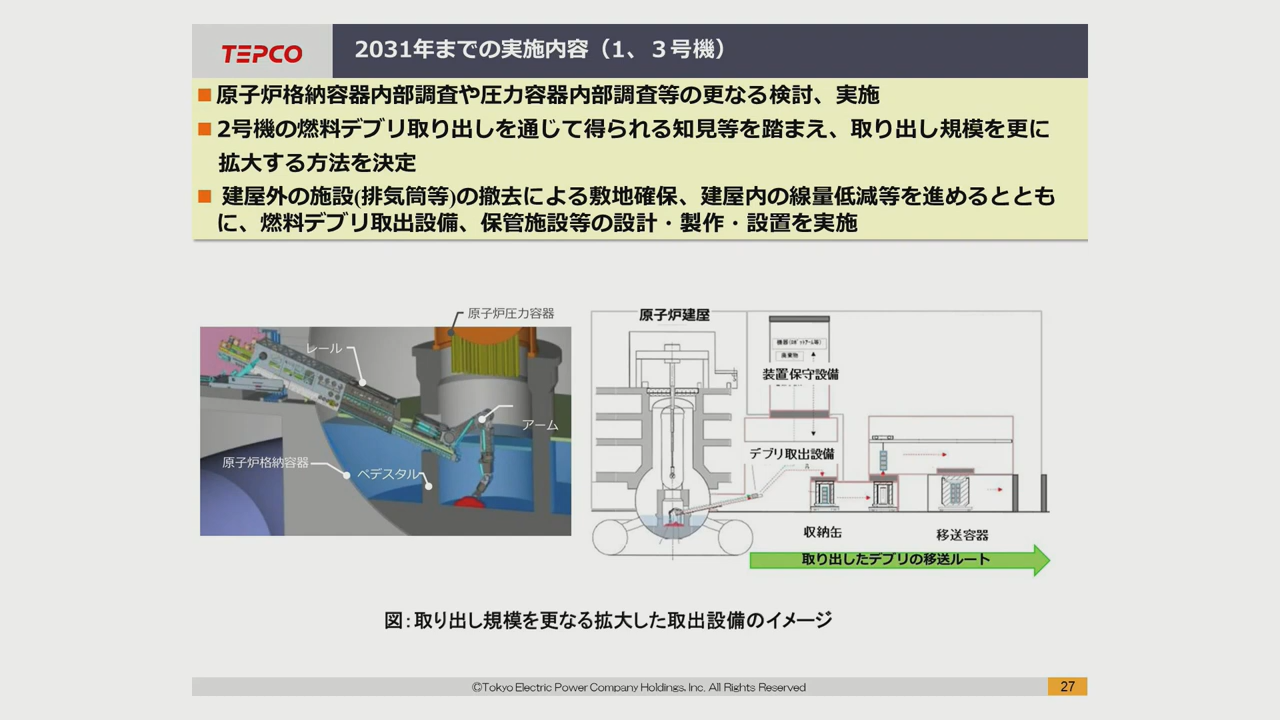 TEPCO
2031年までの実施内容（1、３号機）
原子炉格納容器内部調査や圧力容器内部調査等の更なる検討、実施
2号機の燃料デブリ取り出しを通じて得られる知見等を踏まえ、取り出し規模を更に
拡大する方法を決定
建屋外の施設(排気筒等)の撤去による敷地確保、建屋内の線量低減等を進めるととも
に、燃料デブリ取出設備、保管施設等の設計・製作・設置を実施
原子炉圧力容器
レール
アーム
原子炉格納容器
ペデスタル
原子炉建屋
廃棄物
装置保守設備
デブリ取出設備
収納缶
移送容器
取り出したデブリの移送ルート
図：取り出し規模を更なる拡大した取出設備のイメージ
©Tokyo Electric Power Company Holdings, Inc. All Rights Reserved
27